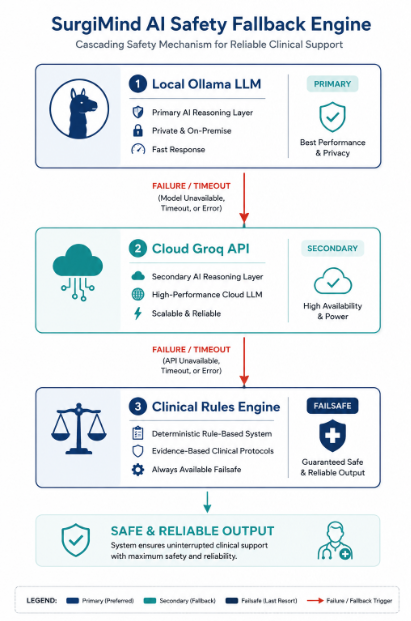 SurgiMind AI Safety Fallback Engine
Cascading Safety Mechanism for Reliable Clinical Support
1 Local Ollama LLM
Primary AI Reasoning Layer
Private & On-Premise
Fast Response
PRIMARY
Best Performance
& Privacy
FAILURE / TIMEOUT
(Model Unavailable,
Timeout, or Error)
2 Cloud Groq API
Secondary AI Reasoning Layer
High-Performance Cloud LLM
Scalable & Reliable
SECONDARY
High Availability
& Power
FAILURE / TIMEOUT
(API Unavailable,
Timeout, or Error)
3 Clinical Rules Engine
Deterministic Rule-Based System
Evidence-Based Clinical Protocols
Always Available Failsafe
FAILSAFE
Guaranteed Safe
& Reliable Output
SAFE & RELIABLE OUTPUT
System ensures uninterrupted clinical support
with maximum safety and reliability.
LEGEND: Primary (Preferred) Secondary (Fallback) Failsafe (Last Resort) Failure / Fallback Trigger